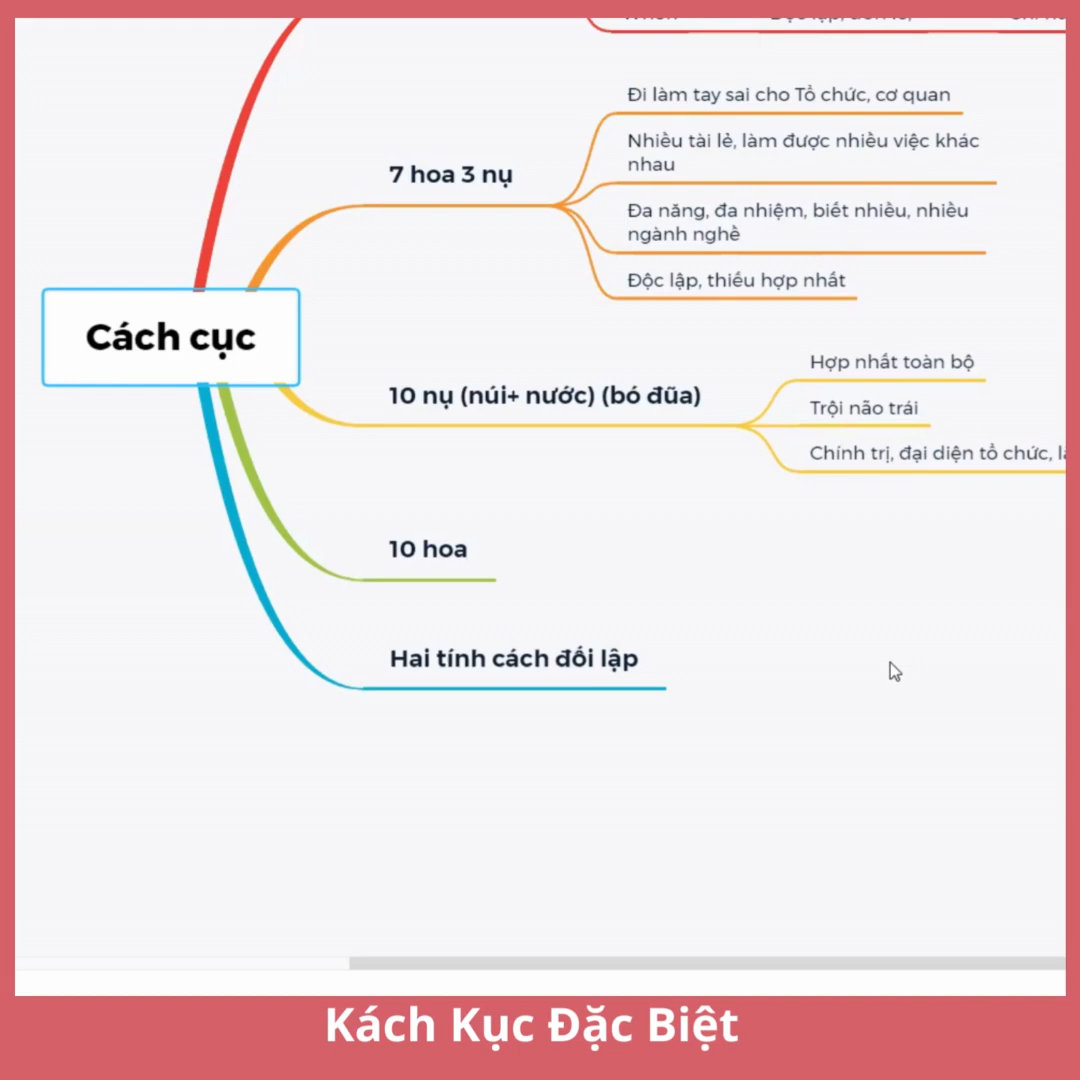 Đi làm tay sai cho Tổ chức, cơ quan
Nhiều tài lẻ, làm được nhiều việc khác
nhau
7 hoa 3 nụ
Đa năng, đa nhiệm, biết nhiều, nhiều
ngành nghề
Độc lập, thiếu hợp nhất
Cách cục
Hợp nhất toàn bộ
10 nụ (núi+ nước) (bó đũa)
Trội não trái
Chính trị, đại diện tổ chức,
10 hoa
Hai tính cách đối lập
Kách Kục Đặc Biệt